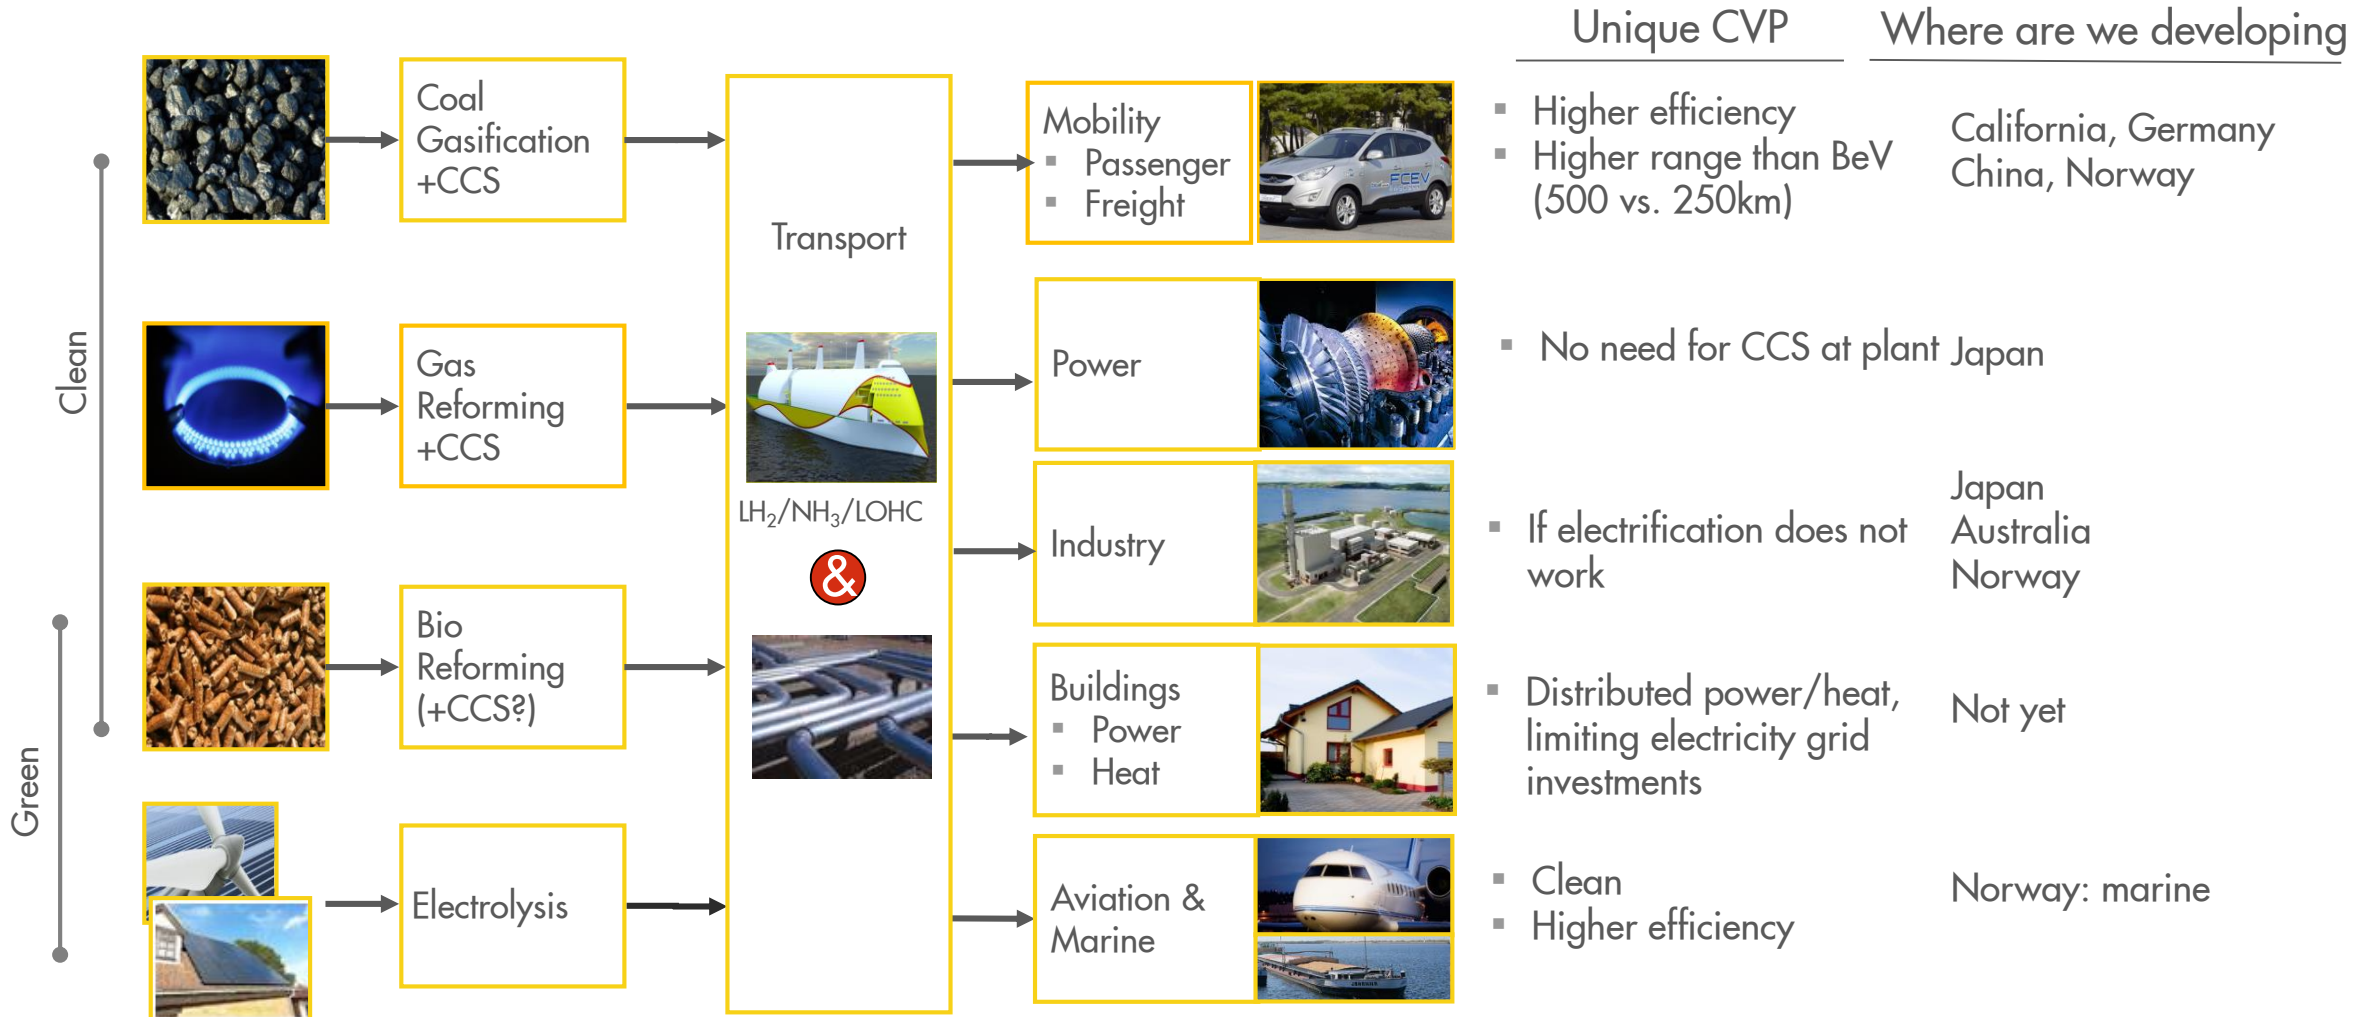 Unique CVP
Where are we developing
Clean
Green
Coal
Gasification
+CCS
Gas
Reforming
+CCS
Bio
Reforming
(+CCS?)
Electrolysis
Transport
LH₂/NH₃/LOHC
&
Mobility
▪ Passenger
▪ Freight
FCEV
▪ Higher efficiency
▪ Higher range than BeV
(500 vs. 250km)
California, Germany
China, Norway
Power
▪ No need for CCS at plant
Japan
Industry
▪ If electrification does not
work
Japan
Australia
Norway
Buildings
▪ Power
▪ Heat
▪ Distributed power/heat,
limiting electricity grid
investments
Not yet
Aviation &
Marine
▪ Clean
▪ Higher efficiency
Norway: marine